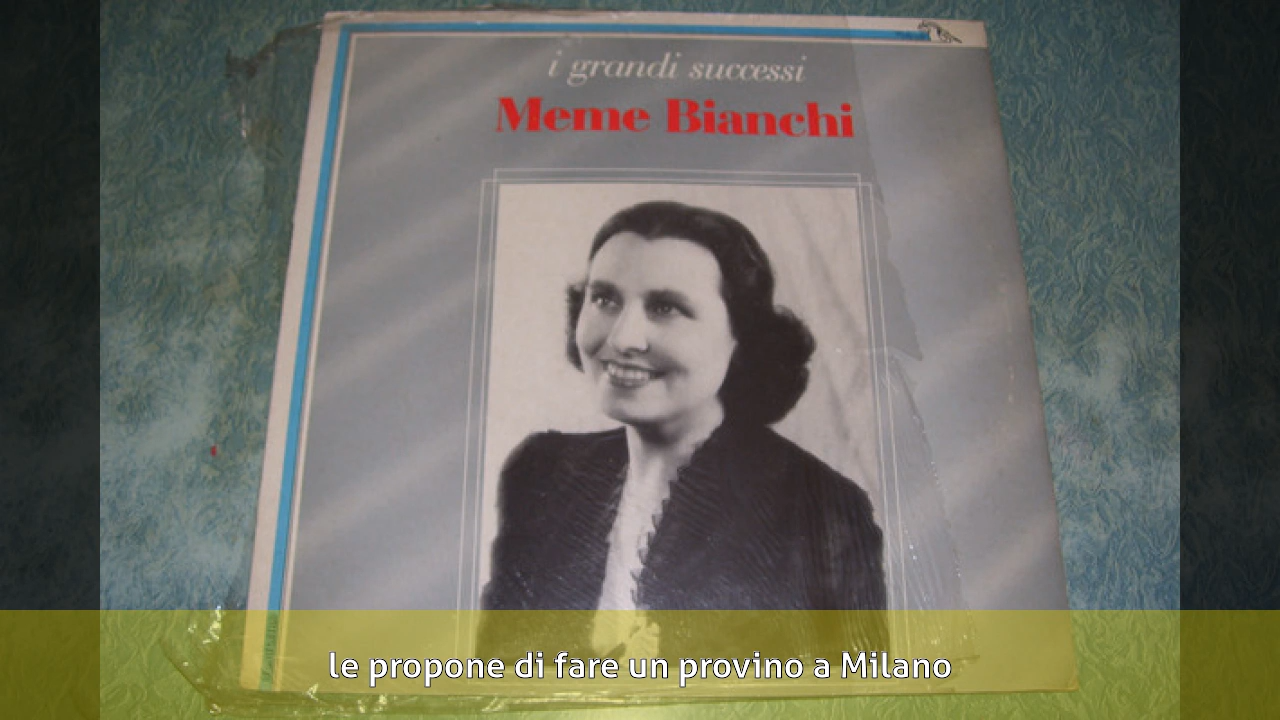 i grandi successi
Meme Bianchi
le propone di fare un provino a Milano